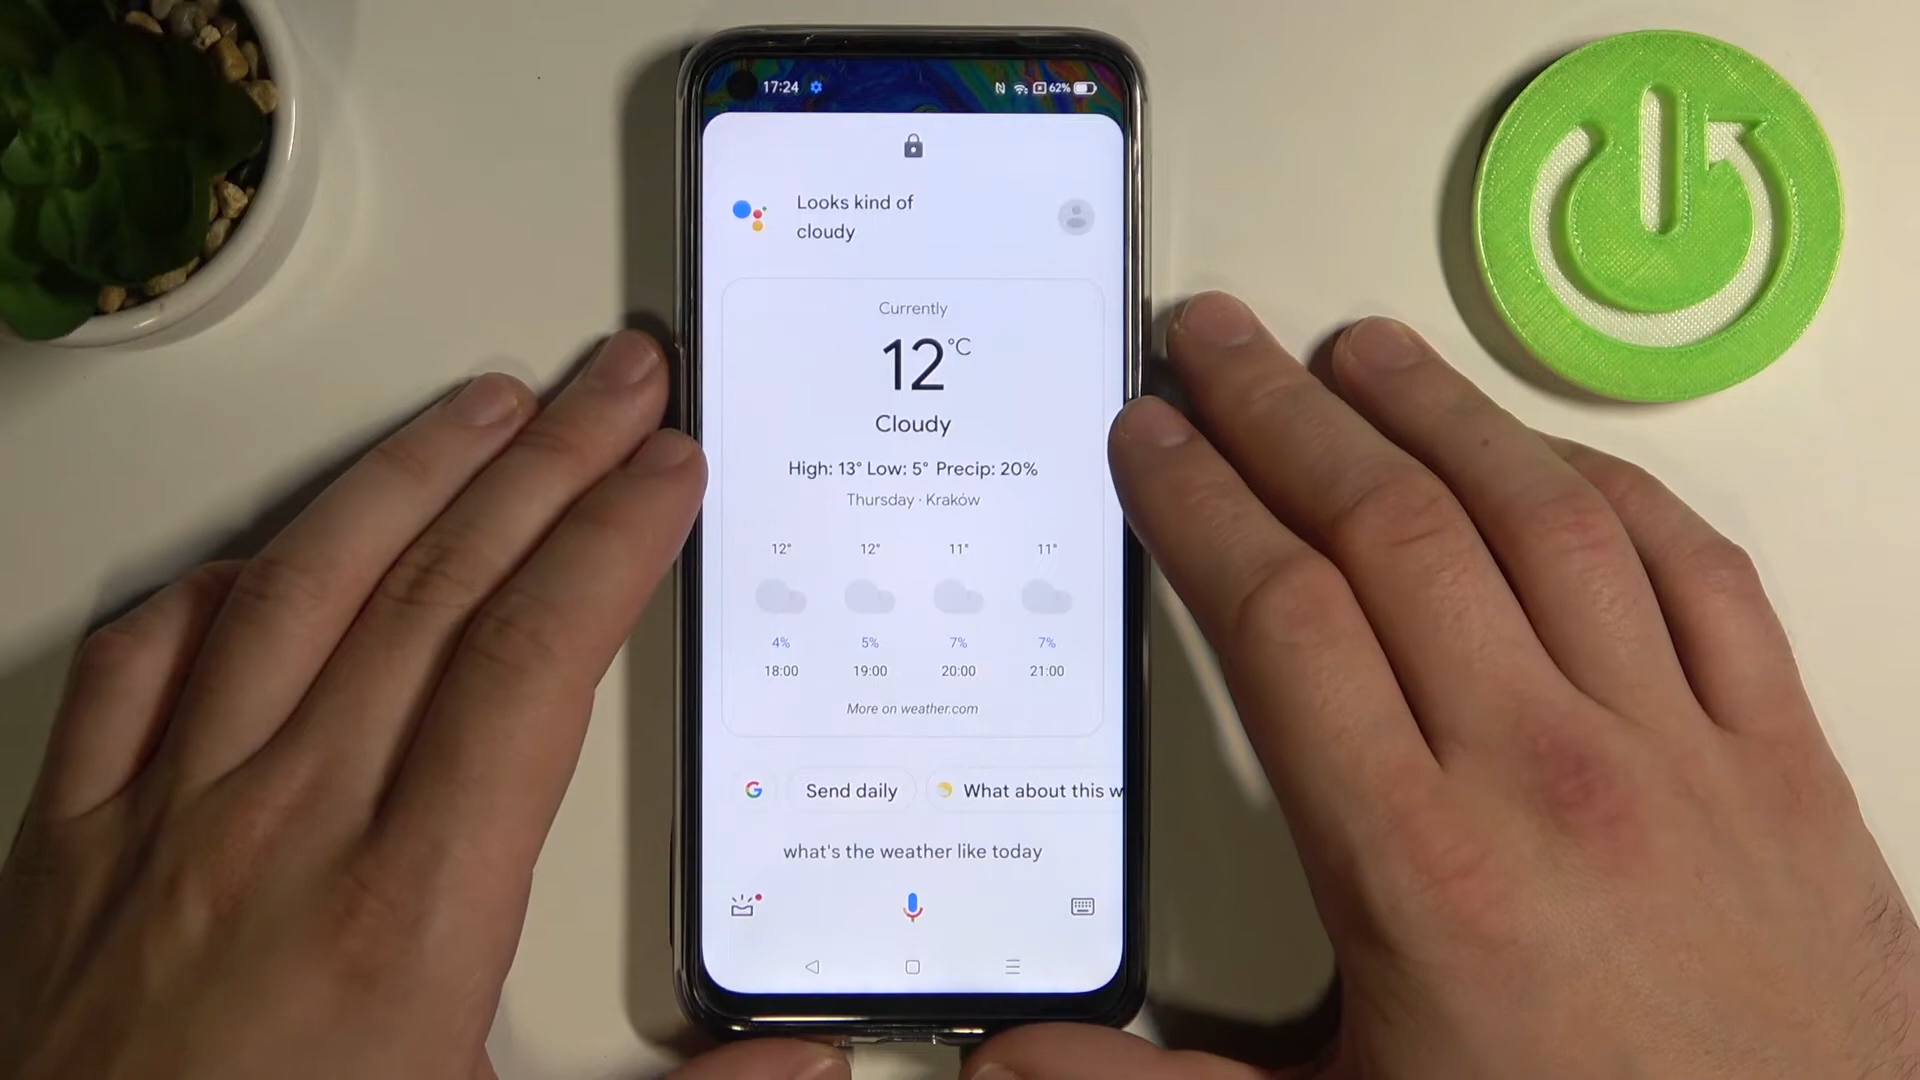 17:24 62%
Looks kind of
cloudy
Currently
12°C
Cloudy
High: 13° Low: 5° Precip: 20%
Thursday · Kraków
12° 12° 11° 11°
4% 5% 7% 7%
18:00 19:00 20:00 21:00
More on weather.com
G Send daily What about this w
what's the weather like today